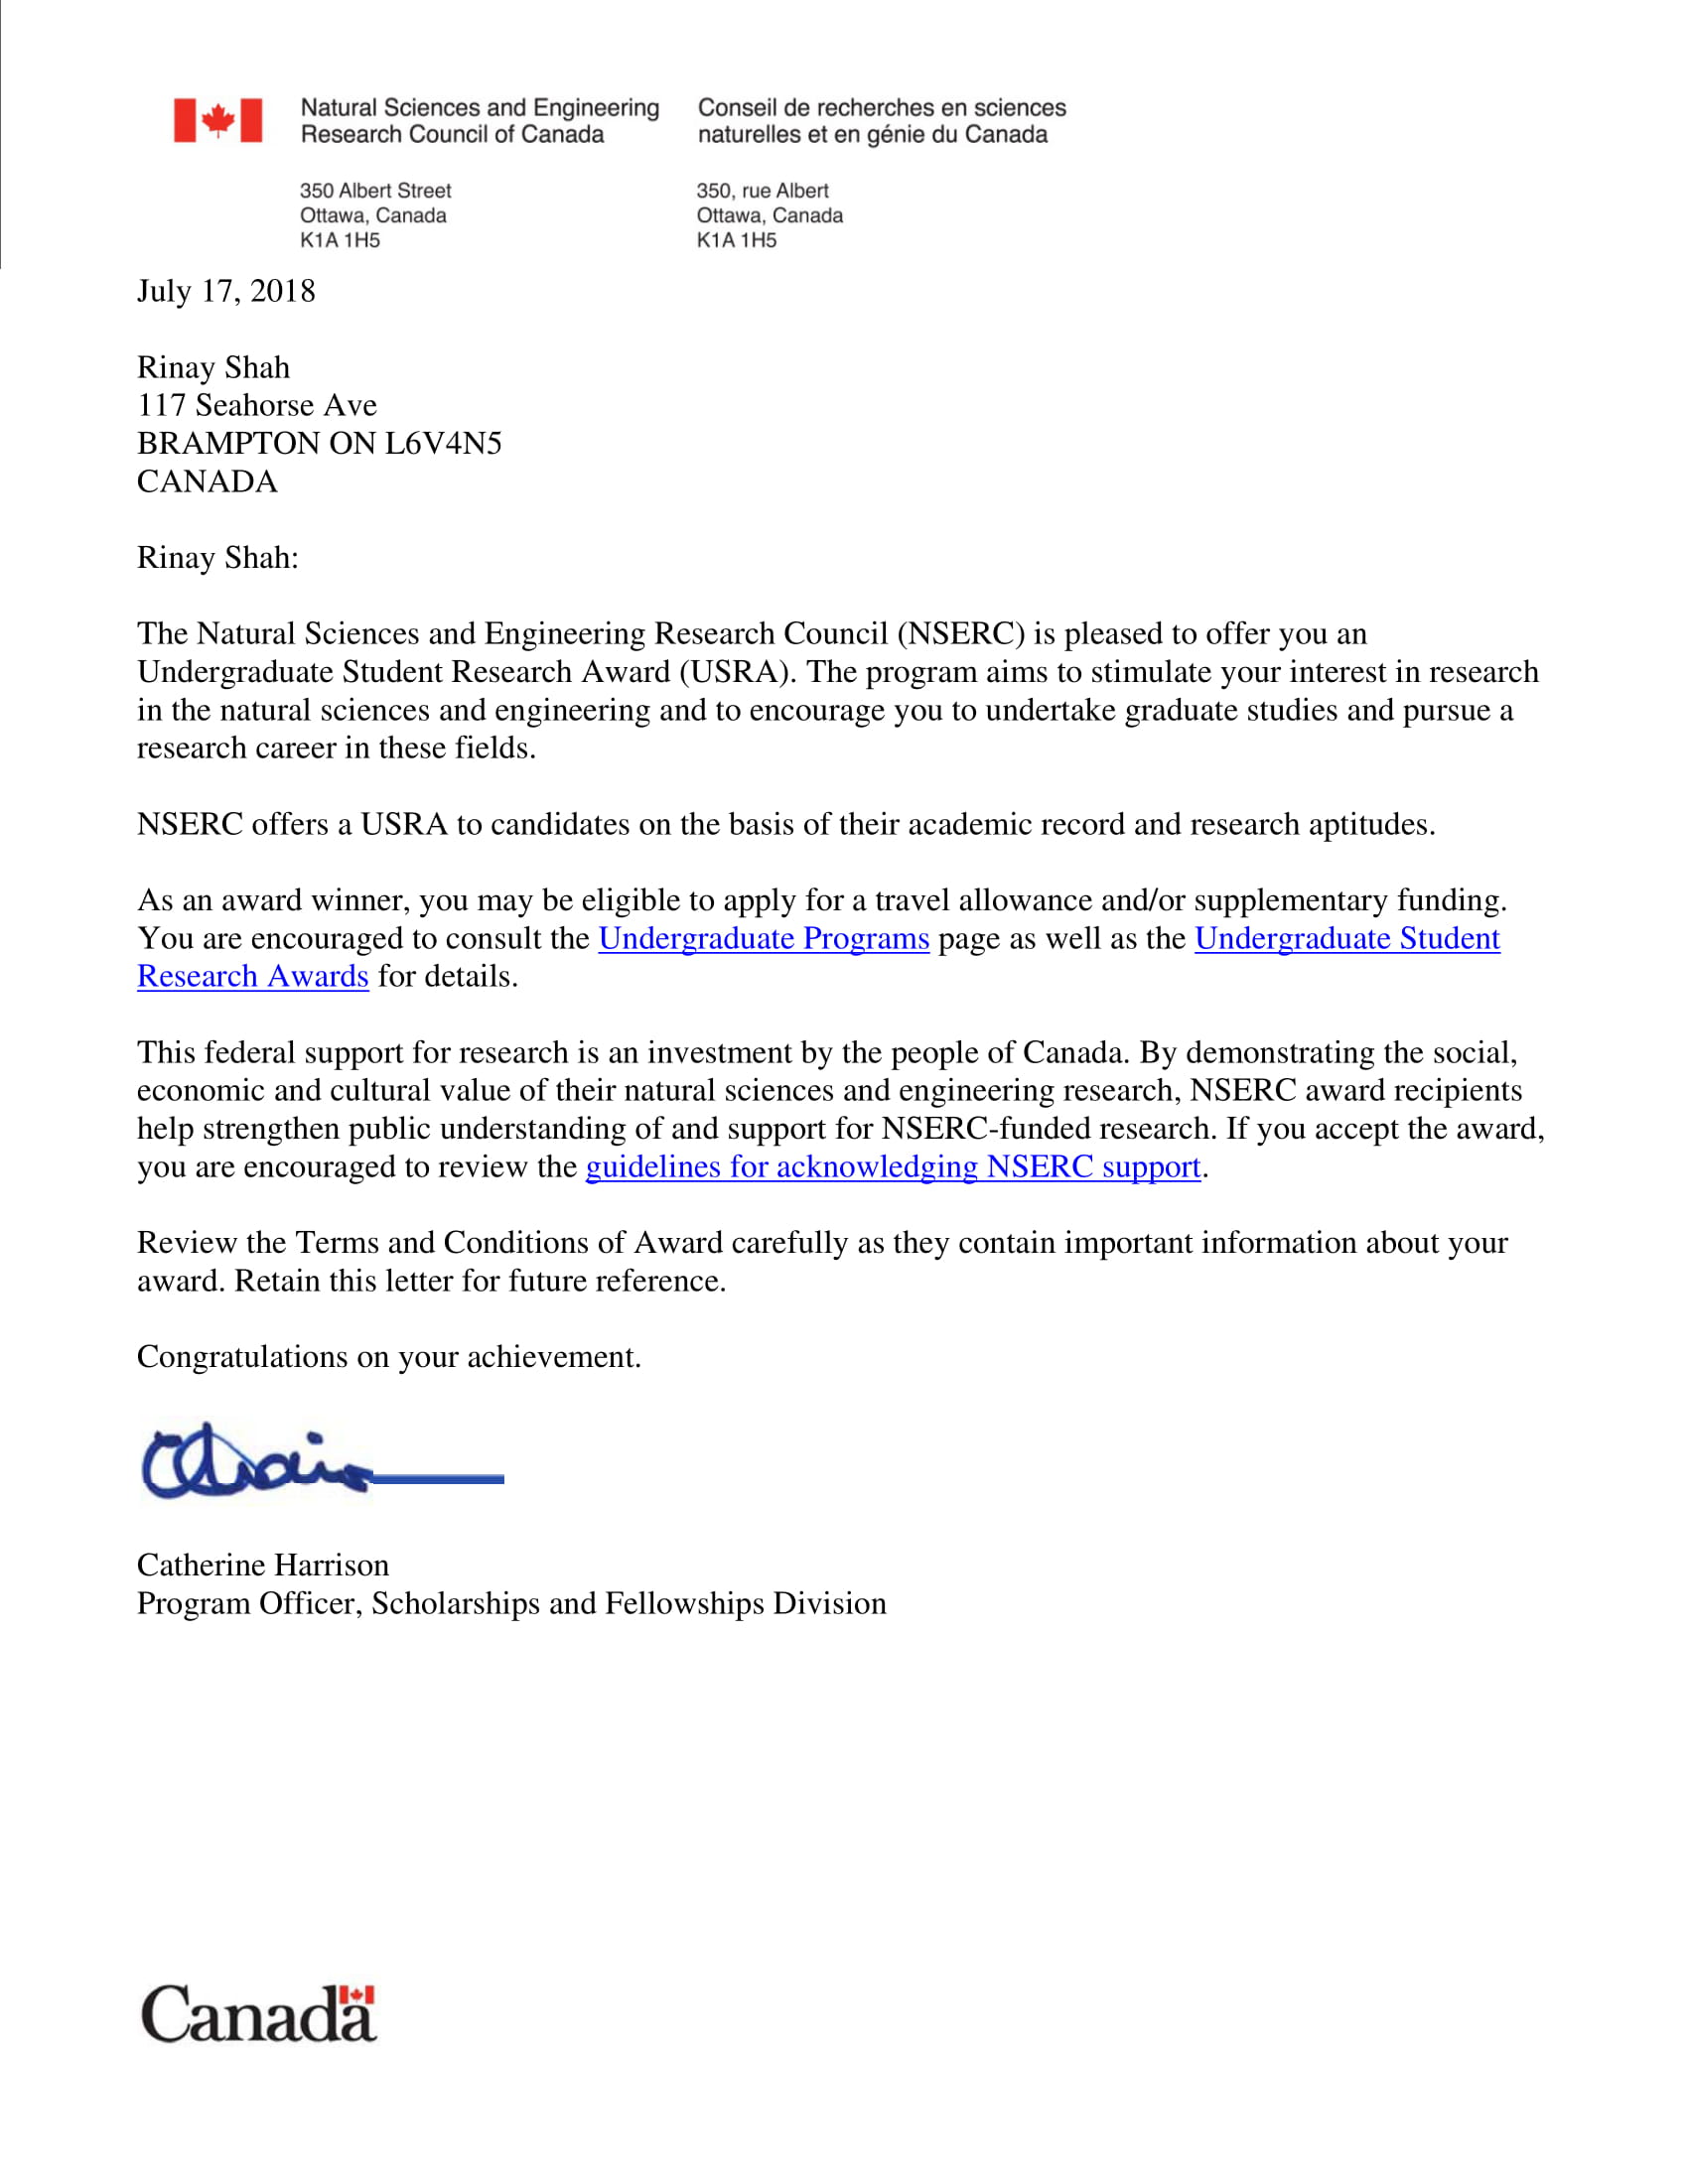 Natural Sciences and Engineering
Research Council of Canada
350 Albert Street
Ottawa, Canada
K1A 1H5
Conseil de recherches en sciences
naturelles et en génie du Canada
350, rue Albert
Ottawa, Canada
K1A 1H5
July 17, 2018
Rinay Shah
117 Seahorse Ave
BRAMPTON ON L6V4N5
CANADA
Rinay Shah:
The Natural Sciences and Engineering Research Council (NSERC) is pleased to offer you an
Undergraduate Student Research Award (USRA). The program aims to stimulate your interest in research
in the natural sciences and engineering and to encourage you to undertake graduate studies and pursue a
research career in these fields.
NSERC offers a USRA to candidates on the basis of their academic record and research aptitudes.
As an award winner, you may be eligible to apply for a travel allowance and/or supplementary funding.
You are encouraged to consult the Undergraduate Programs page as well as the Undergraduate Student
Research Awards for details.
This federal support for research is an investment by the people of Canada. By demonstrating the social,
economic and cultural value of their natural sciences and engineering research, NSERC award recipients
help strengthen public understanding of and support for NSERC-funded research. If you accept the award,
you are encouraged to review the guidelines for acknowledging NSERC support.
Review the Terms and Conditions of Award carefully as they contain important information about your
award. Retain this letter for future reference.
Congratulations on your achievement.
Catherine Harrison
Program Officer, Scholarships and Fellowships Division
Canada